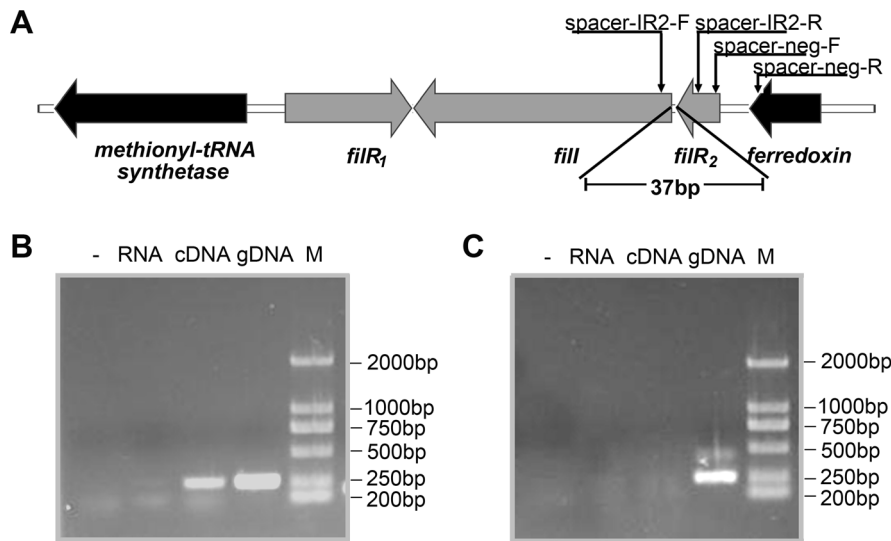 A
spacer-IR2-F
spacer-IR2-R
spacer-neg-F
spacer-neg-R
methionyl-tRNA
synthetase
filR1
filI
filR2
ferredoxin
37bp
B
- RNA cDNA gDNA M
2000bp
1000bp
750bp
500bp
250bp
200bp
C
- RNA cDNA gDNA M
2000bp
1000bp
750bp
500bp
250bp
200bp